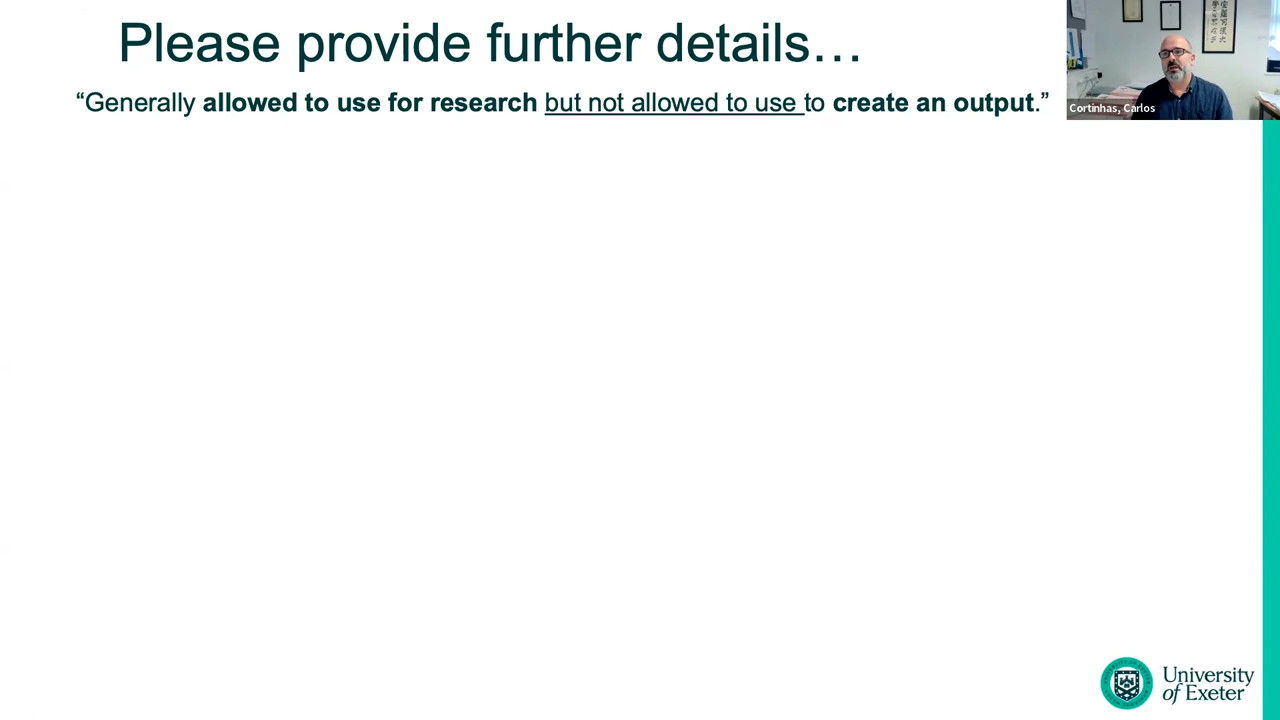 Please provide further details…
“Generally allowed to use for research but not allowed to use to create an output.”
Cortinhas, Carlos
University
of Exeter